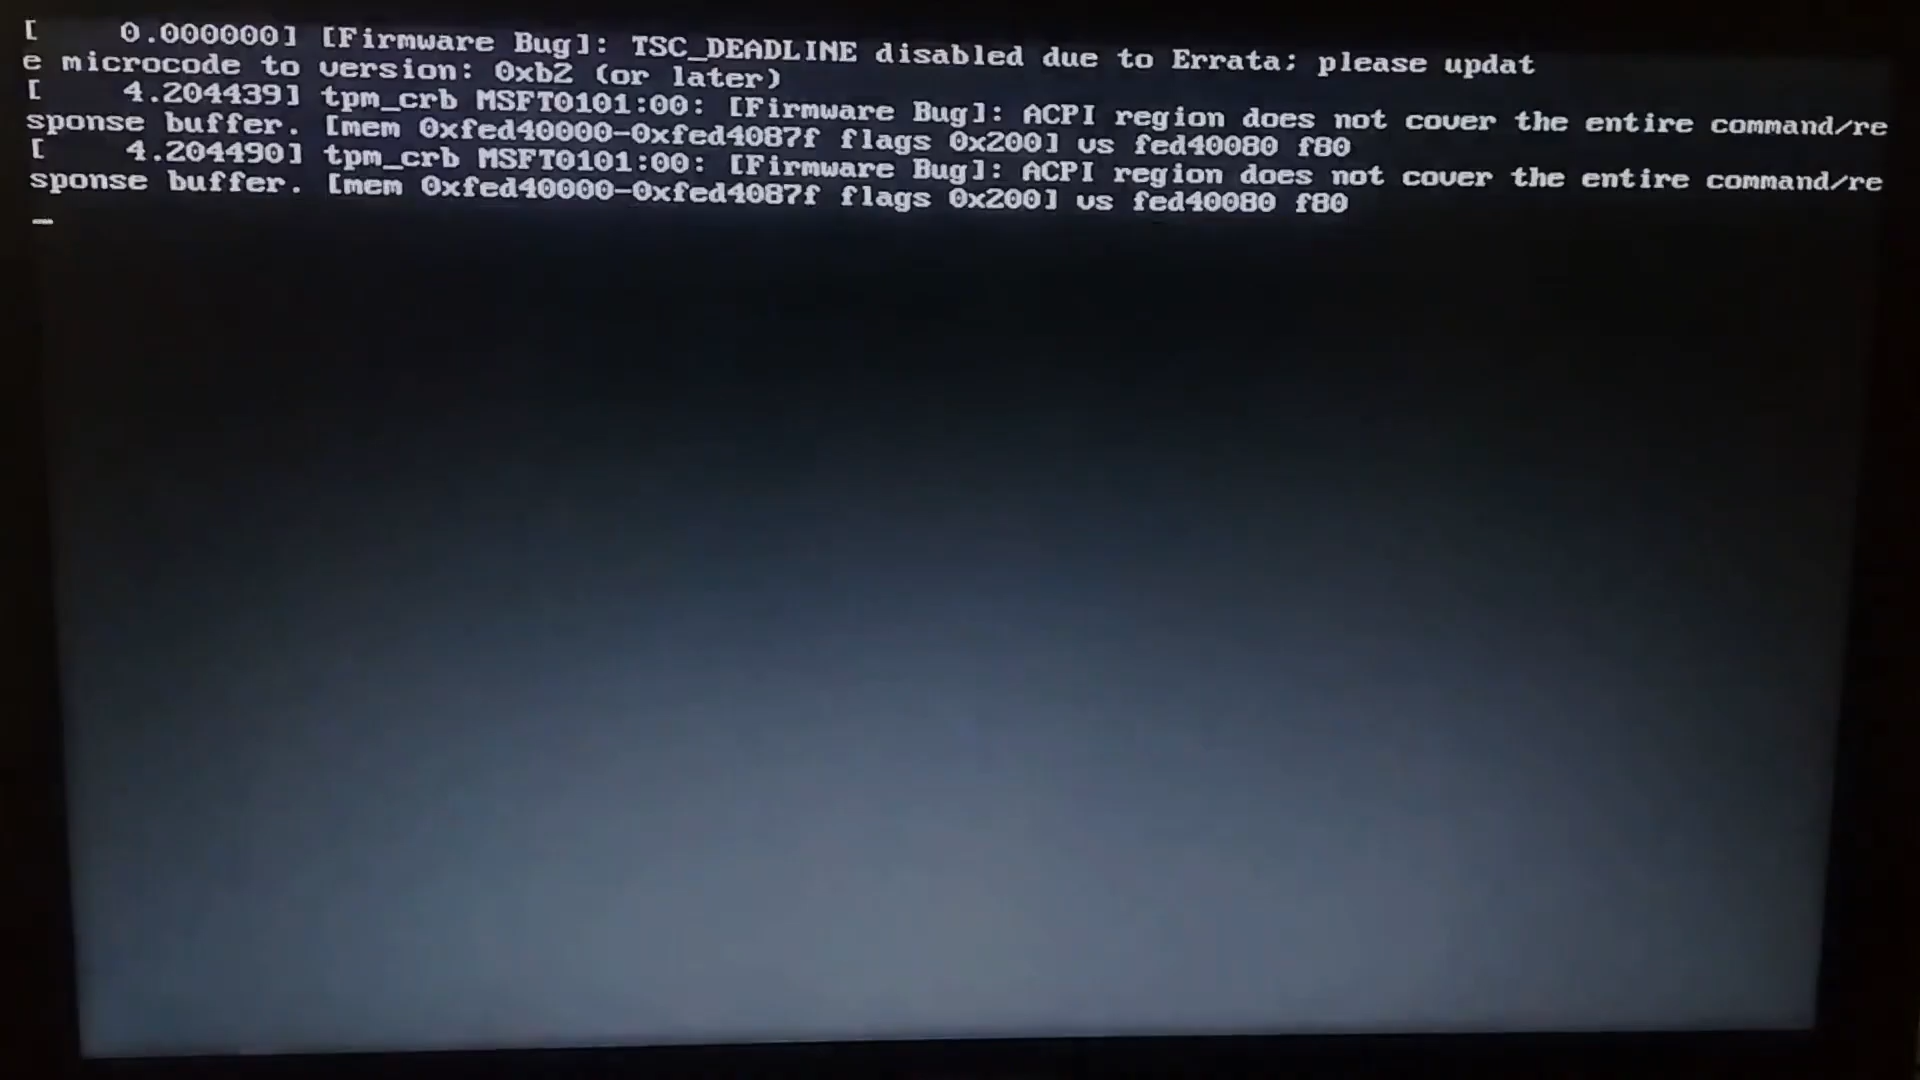 [    0.000000] [Firmware Bug]: TSC_DEADLINE disabled due to Errata; please updat
e microcode to version: 0xb2 (or later)
[    4.204439] tpm_crb MSFT0101:00: [Firmware Bug]: ACPI region does not cover the entire command/re
sponse buffer. [mem 0xfed40000-0xfed4087f flags 0x200] vs fed40080 f80
[    4.204490] tpm_crb MSFT0101:00: [Firmware Bug]: ACPI region does not cover the entire command/re
sponse buffer. [mem 0xfed40000-0xfed4087f flags 0x200] vs fed40080 f80
_